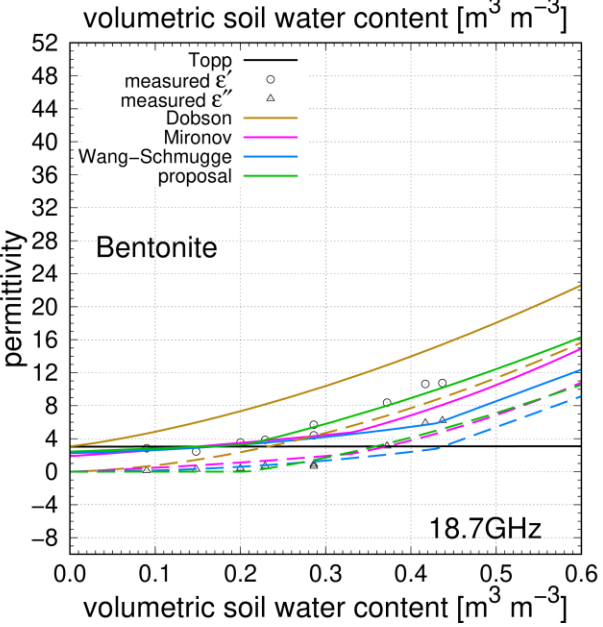 volumetric soil water content [m³ m⁻³]
52
48
44
40
36
32
28
24
20
16
12
8
4
0
−4
−8
permittivity
Topp
measured ε′
measured ε″
Dobson
Mironov
Wang−Schmugge
proposal
Bentonite
18.7GHz
0.0 0.1 0.2 0.3 0.4 0.5 0.6
volumetric soil water content [m³ m⁻³]